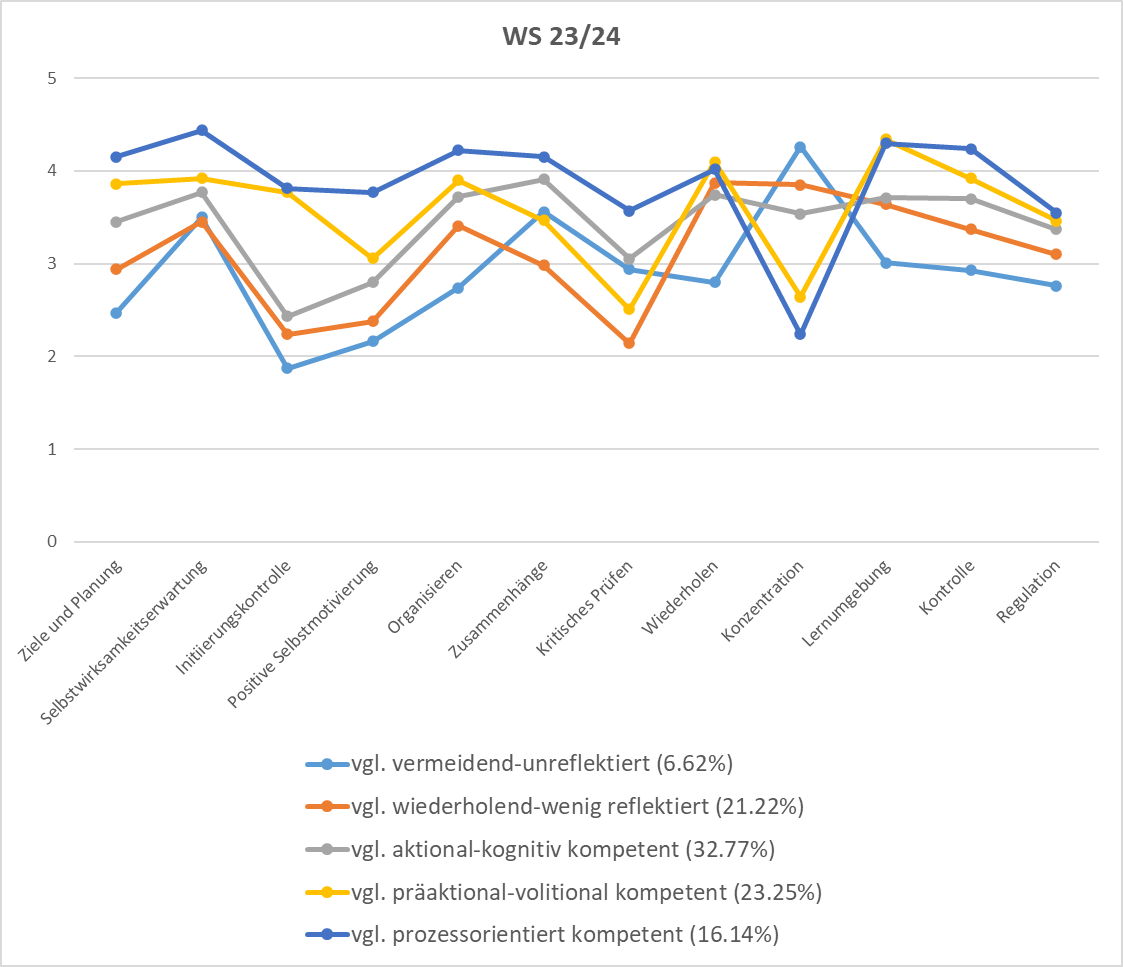 WS 23/24
5
4
3
2
1
0
Ziele und Planung
Selbstwirksamkeitserwartung
Initiierungskontrolle
Positive Selbstmotivierung
Organisieren
Zusammenhänge
Kritisches Prüfen
Wiederholen
Konzentration
Lernumgebung
Kontrolle
Regulation
vgl. vermeidend-unreflektiert (6.62%)
vgl. wiederholend-wenig reflektiert (21.22%)
vgl. aktional-kognitiv kompetent (32.77%)
vgl. präaktional-volitional kompetent (23.25%)
vgl. prozessorientiert kompetent (16.14%)